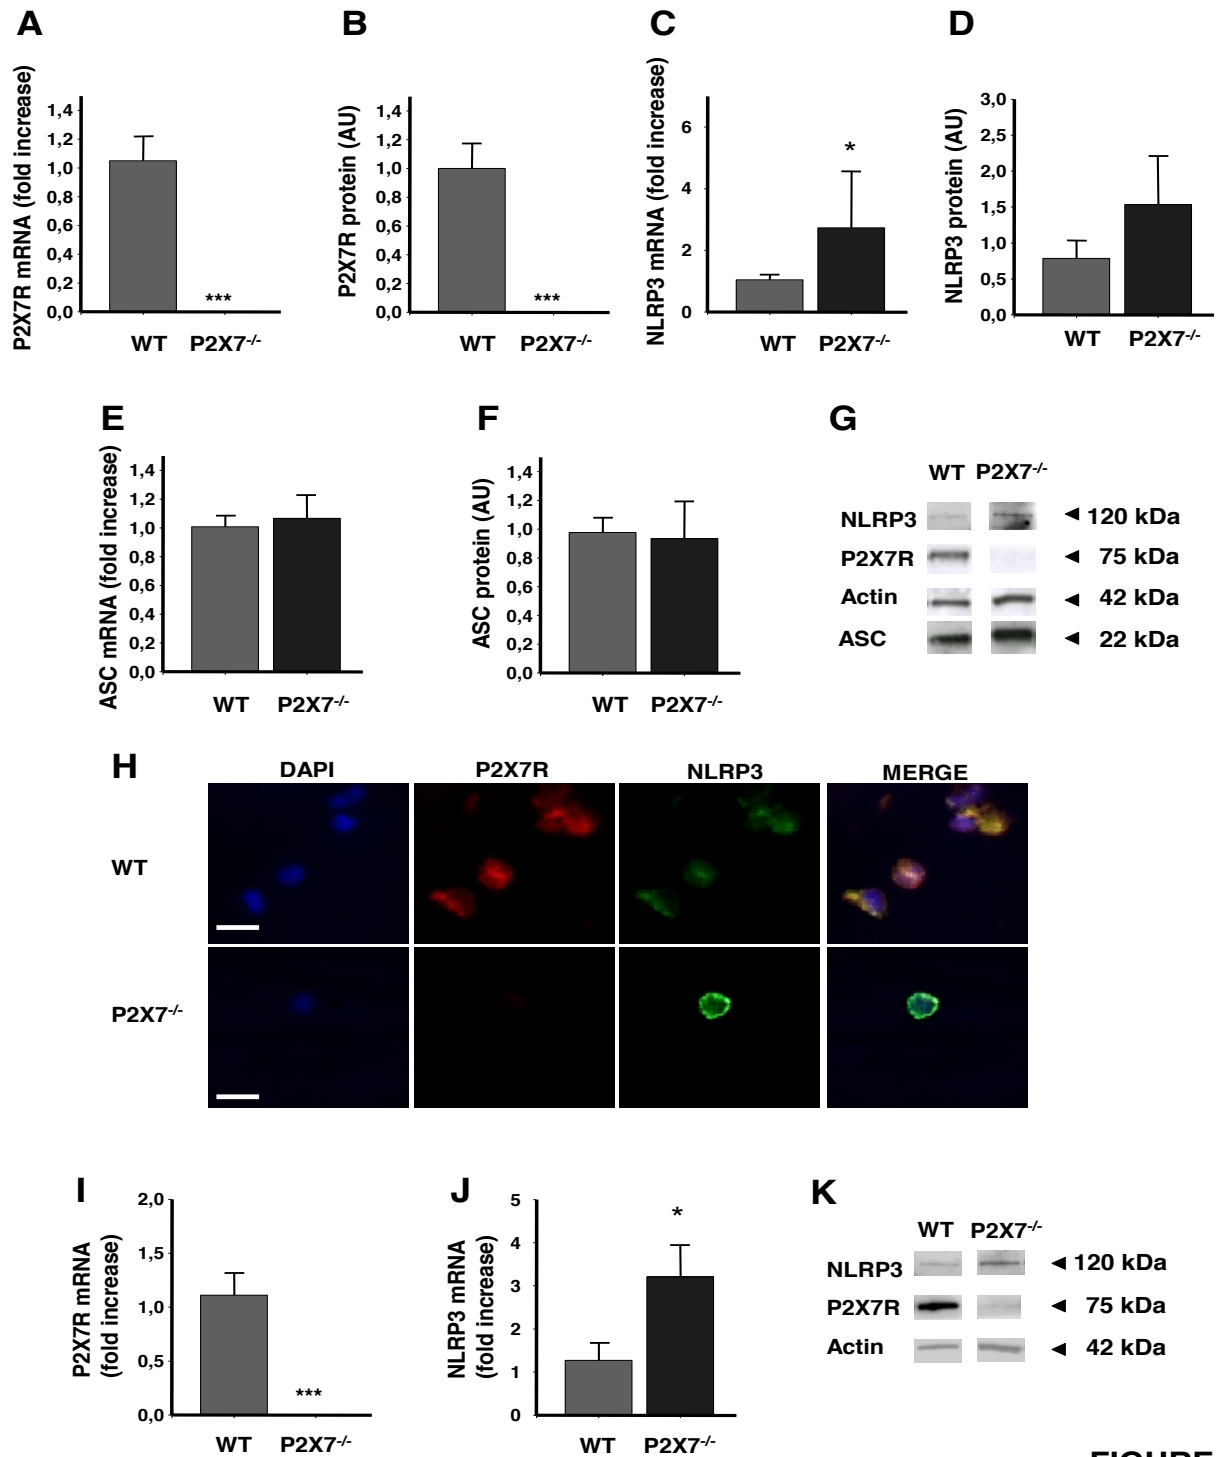 A
P2X7R mRNA (fold increase)
1,4
1,2
1,0
0,8
0,6
0,4
0,2
0,0
***
WT P2X7-/-
B
P2X7R protein (AU)
1,4
1,2
1,0
0,8
0,6
0,4
0,2
0,0
***
WT P2X7-/-
C
NLRP3 mRNA (fold increase)
6
4
2
0
*
WT P2X7-/-
D
NLRP3 protein (AU)
3,0
2,5
2,0
1,5
1,0
0,5
0,0
WT P2X7-/-
E
ASC mRNA (fold increase)
1,4
1,2
1,0
0,8
0,6
0,4
0,2
0,0
WT P2X7-/-
F
ASC protein (AU)
1,4
1,2
1,0
0,8
0,6
0,4
0,2
0,0
WT P2X7-/-
G
WT P2X7-/-
NLRP3 ◄ 120 kDa
P2X7R ◄ 75 kDa
Actin ◄ 42 kDa
ASC ◄ 22 kDa
H
DAPI P2X7R NLRP3 MERGE
WT
P2X7-/-
I
P2X7R mRNA
(fold increase)
2,0
1,5
1,0
0,5
0,0
***
WT P2X7-/-
J
NLRP3 mRNA
(fold increase)
5
4
3
2
1
0
*
WT P2X7-/-
K
WT P2X7-/-
NLRP3 ◄ 120 kDa
P2X7R ◄ 75 kDa
Actin ◄ 42 kDa
FIGURE